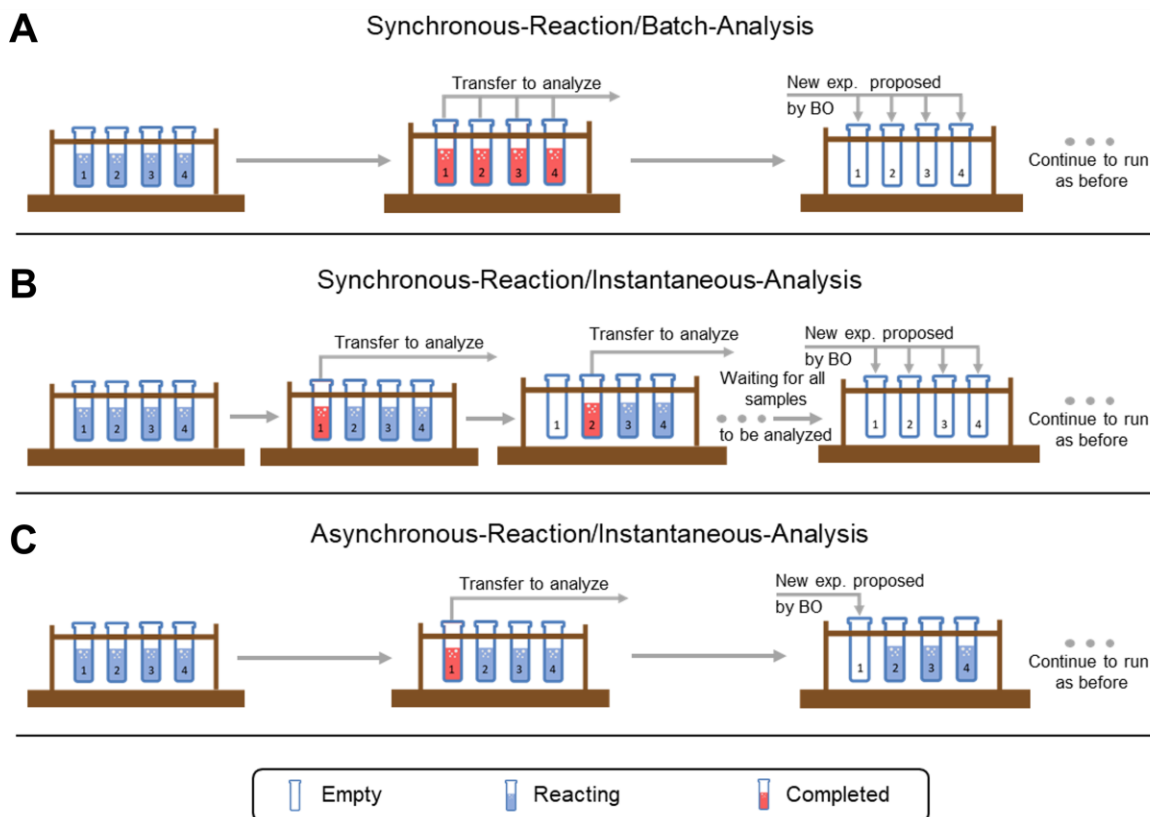 A
Synchronous-Reaction/Batch-Analysis
Transfer to analyze
New exp. proposed
by BO
1 2 3 4
1 2 3 4
1 2 3 4
Continue to run
as before
B
Synchronous-Reaction/Instantaneous-Analysis
Transfer to analyze
Transfer to analyze
New exp. proposed
by BO
Waiting for all
samples
to be analyzed
1 2 3 4
1 2 3 4
1 2 3 4
1 2 3 4
Continue to run
as before
C
Asynchronous-Reaction/Instantaneous-Analysis
Transfer to analyze
New exp. proposed
by BO
1 2 3 4
1 2 3 4
1 2 3 4
Continue to run
as before
Empty
Reacting
Completed